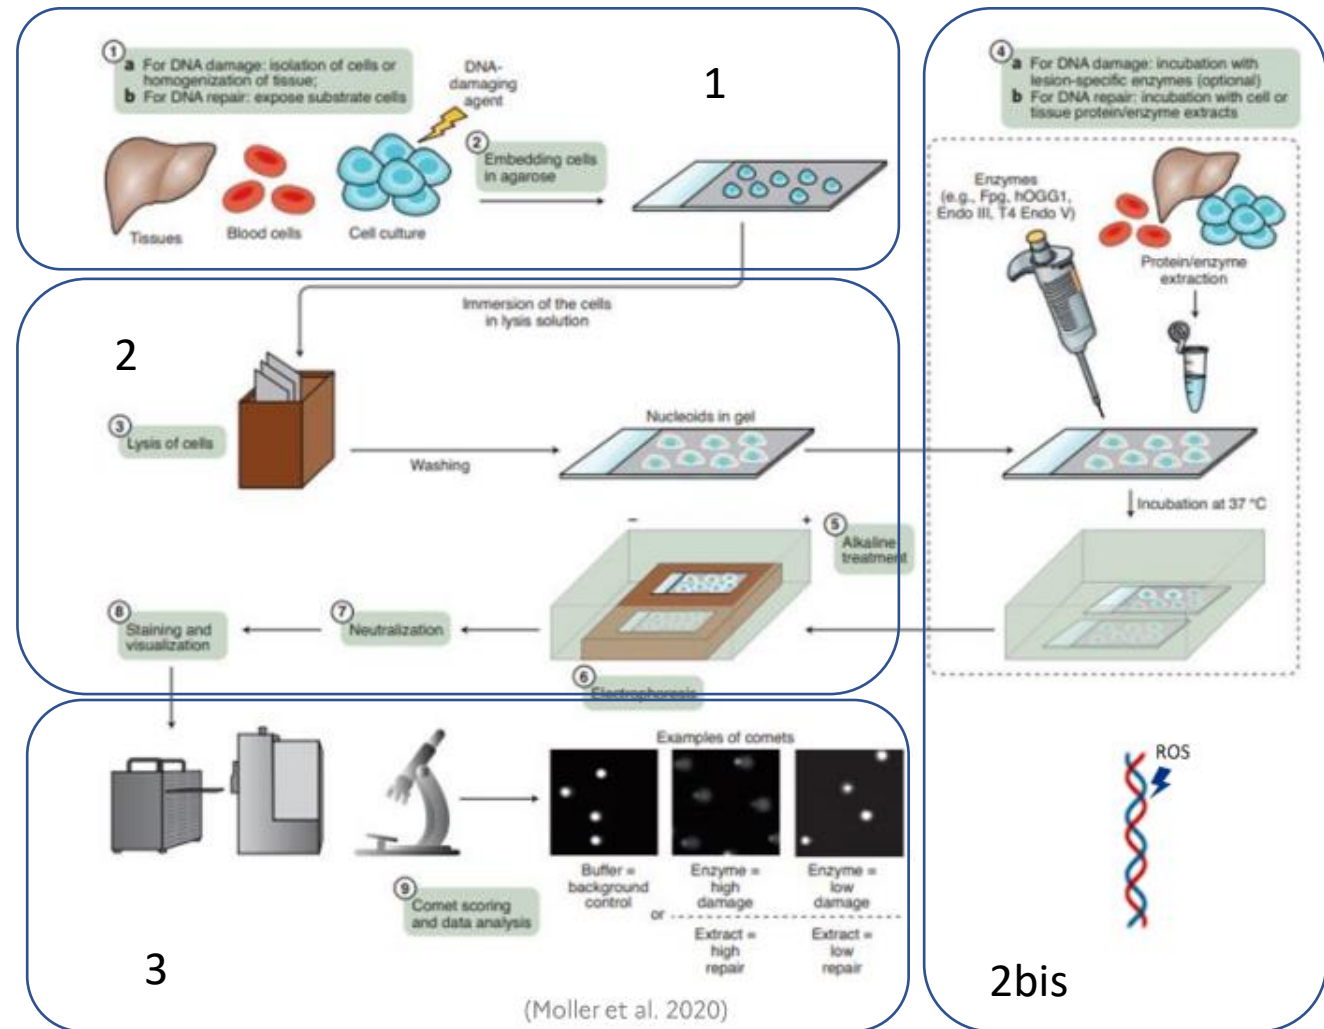 1
a For DNA damage: isolation of cells or
homogenization of tissue;
b For DNA repair: expose substrate cells
DNA-
damaging
agent
1
2
Embedding cells
in agarose
Tissues
Blood cells
Cell culture
Immersion of the cells
in lysis solution
2
3
Lysis of cells
Washing
Nucleoids in gel
4
a For DNA damage: incubation with
lesion-specific enzymes (optional)
b For DNA repair: incubation with cell or
tissue protein/enzyme extracts
Enzymes
(e.g., Fpg, hOGG1,
Endo III, T4 Endo V)
Protein/enzyme
extraction
Incubation at 37 °C
– +
5
Alkaline
treatment
6
Electrophoresis
7
Neutralization
8
Staining and
visualization
Examples of comets
Buffer =
background
control
or
Enzyme =
high
damage
Extract =
high
repair
Enzyme =
low
damage
Extract =
low
repair
9
Comet scoring
and data analysis
3
(Moller et al. 2020)
ROS
2bis